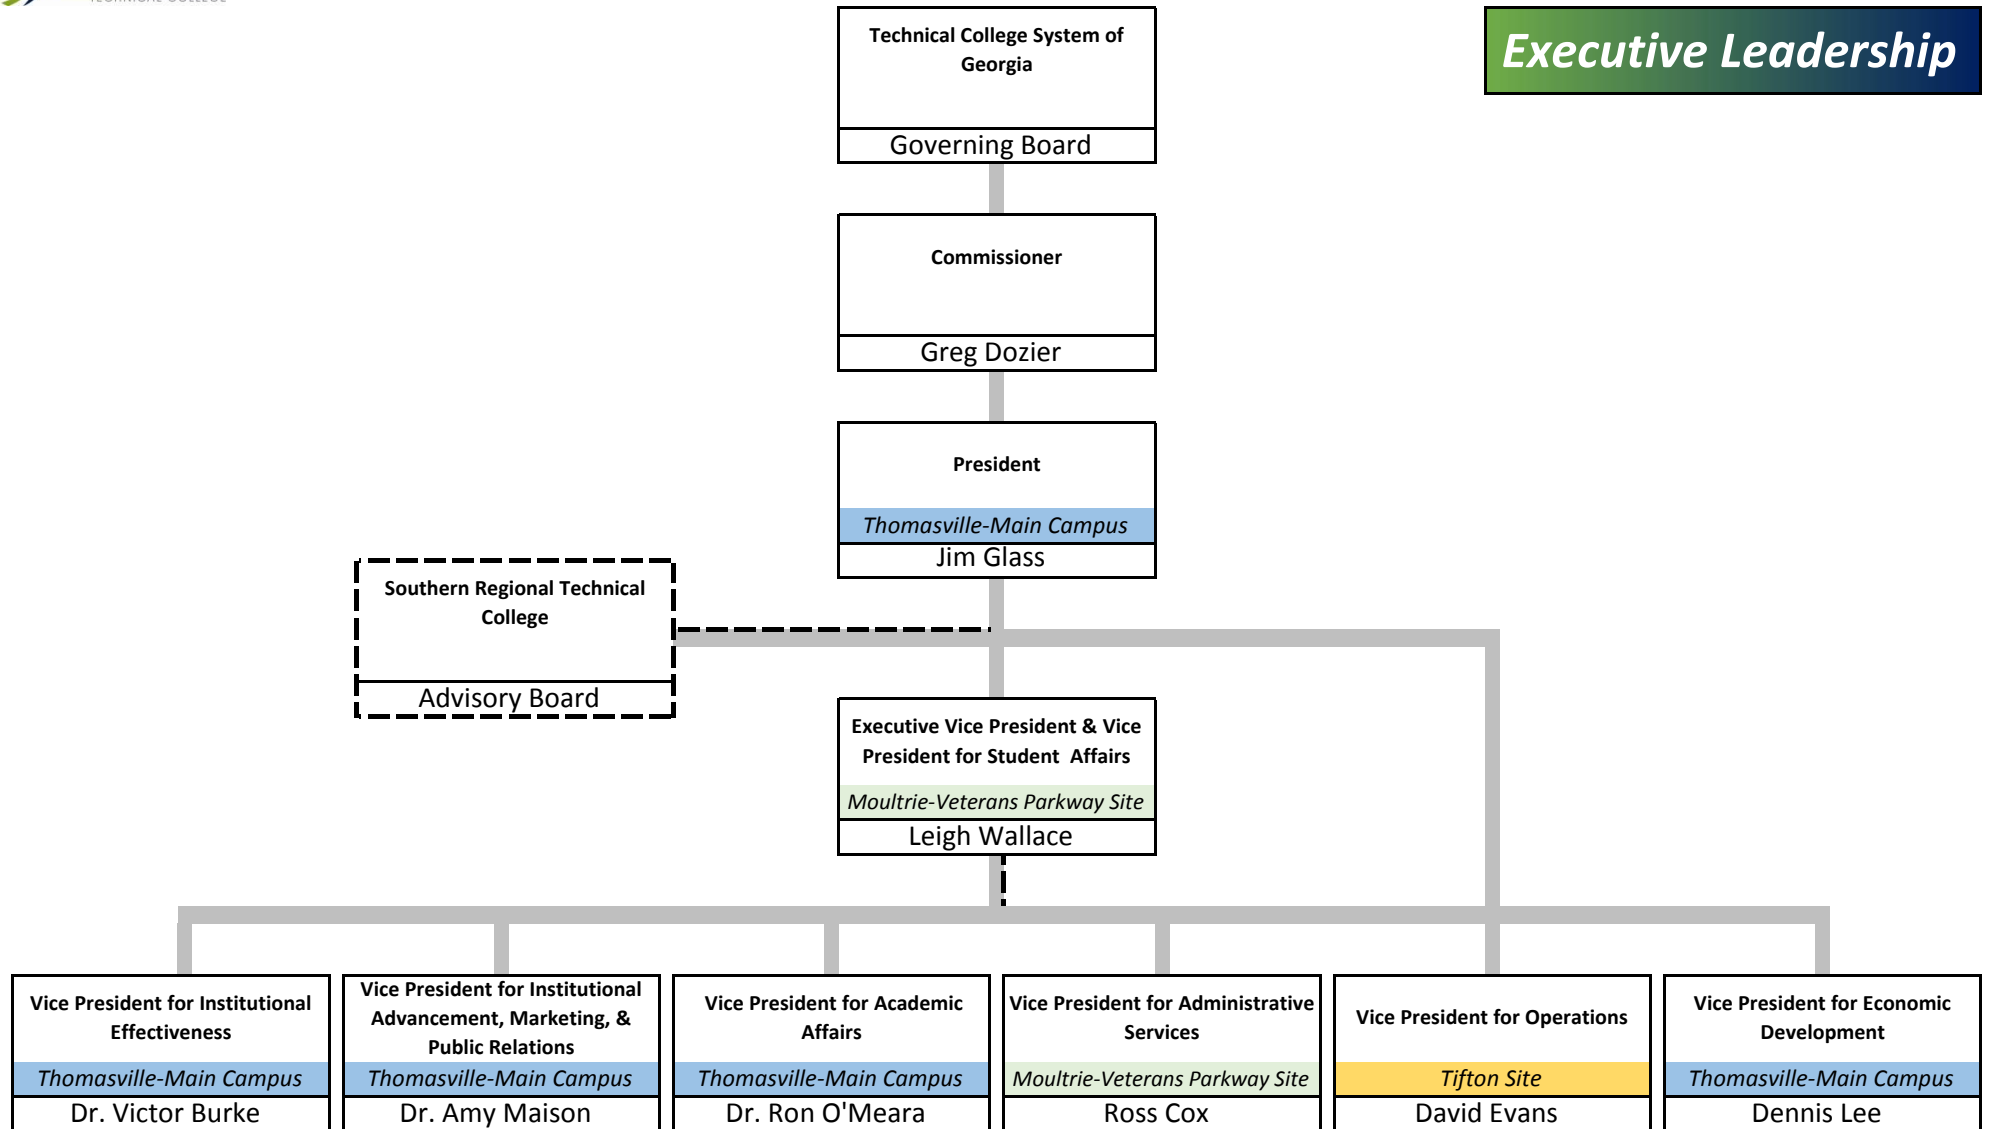 TECHNICAL COLLEGE
Technical College System of
Georgia
Governing Board
Executive Leadership
Commissioner
Greg Dozier
President
Thomasville-Main Campus
Jim Glass
Southern Regional Technical
College
Advisory Board
Executive Vice President & Vice
President for Student Affairs
Moultrie-Veterans Parkway Site
Leigh Wallace
Vice President for Institutional
Effectiveness
Thomasville-Main Campus
Dr. Victor Burke
Vice President for Institutional
Advancement, Marketing, &
Public Relations
Thomasville-Main Campus
Dr. Amy Maison
Vice President for Academic
Affairs
Thomasville-Main Campus
Dr. Ron O'Meara
Vice President for Administrative
Services
Moultrie-Veterans Parkway Site
Ross Cox
Vice President for Operations
Tifton Site
David Evans
Vice President for Economic
Development
Thomasville-Main Campus
Dennis Lee